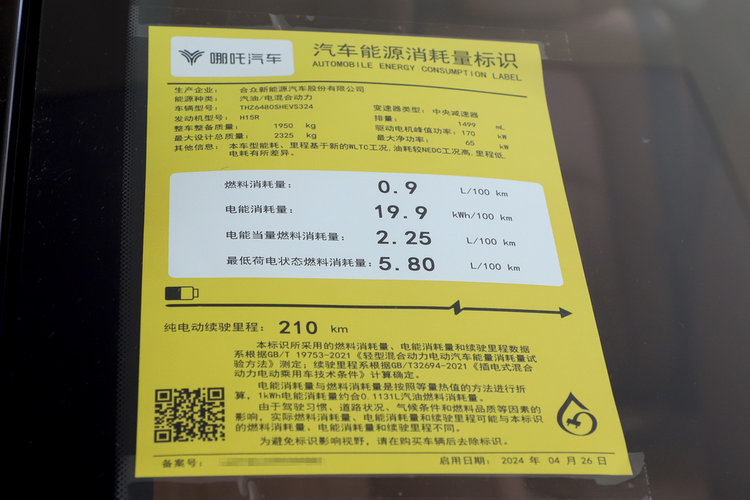 哪吒汽车
汽车能源消耗量标识
AUTOMOBILE ENERGY CONSUMPTION LABEL
生产企业： 合众新能源汽车股份有限公司
能源种类： 汽油/电混合动力
车辆型号： THZ6480SHEVS324 变速器类型：中央减速器
发动机型号： H15R 排量： 1499 mL
整车整备质量： 1950 kg 驱动电机峰值功率：170 kW
最大设计总质量： 2325 kg 最大净功率： 65 kW
其他信息： 本车型能耗、里程基于新的WLTC工况，油耗较NEDC工况高，里程低，
电耗有所差异。
燃料消耗量： 0.9 L/100 km
电能消耗量： 19.9 kWh/100 km
电能当量燃料消耗量： 2.25 L/100 km
最低荷电状态燃料消耗量： 5.80 L/100 km
纯电动续驶里程： 210 km
本标识所采用的燃料消耗量、电能消耗量和续驶里程数据
系根据GB/T 19753-2021《轻型混合动力电动汽车能量消耗量试
验方法》测定；续驶里程系根据GB/T32694-2021《插电式混合
动力电动乘用车技术条件》计算确定。
电能消耗量与燃料消耗量是按照等量热值的方法进行折
算，1kWh电能消耗量约合0.1131L汽油燃料消耗量。
由于驾驶习惯、道路状况、气候条件和燃料品质等因素的
影响，实际燃料消耗量、电能消耗量和续驶里程可能与本标识
的燃料消耗量、电能消耗量和续驶里程不同。
为避免标识影响视野，请在购买车辆后去除标识。
备案号： 启用日期： 2024 年 04 月 26 日